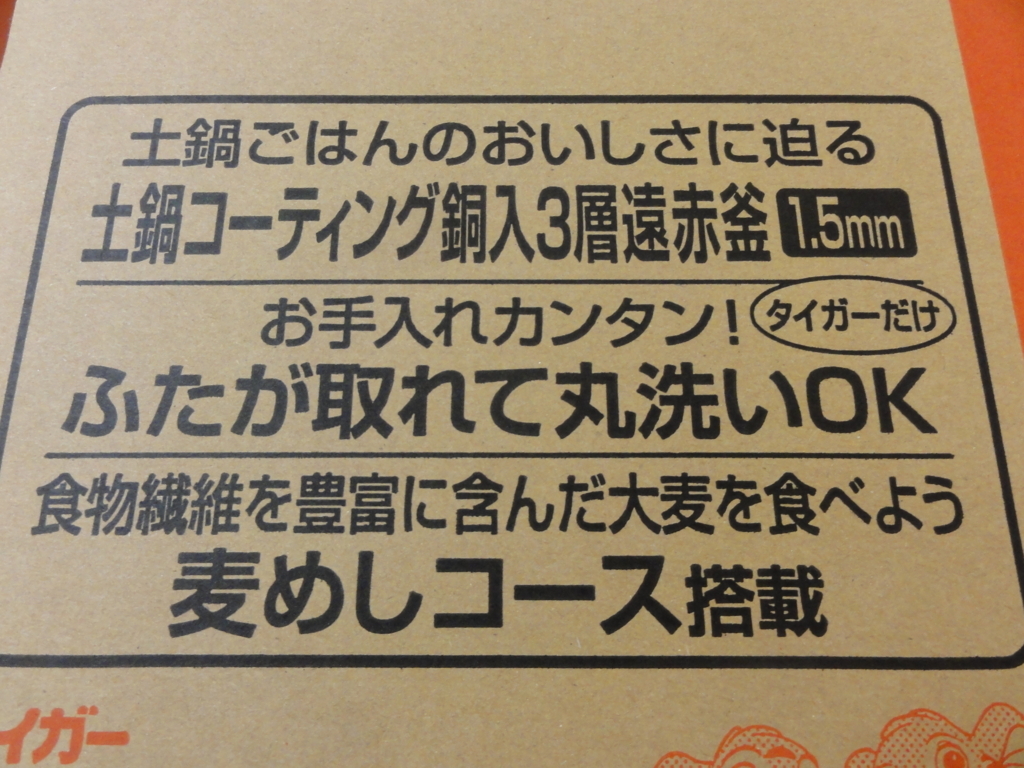 土鍋ごはんのおいしさに迫る
土鍋コーティング銅入3層遠赤釜 1.5mm
お手入れカンタン! タイガーだけ
ふたが取れて丸洗いOK
食物繊維を豊富に含んだ大麦を食べよう
麦めしコース搭載
イガー